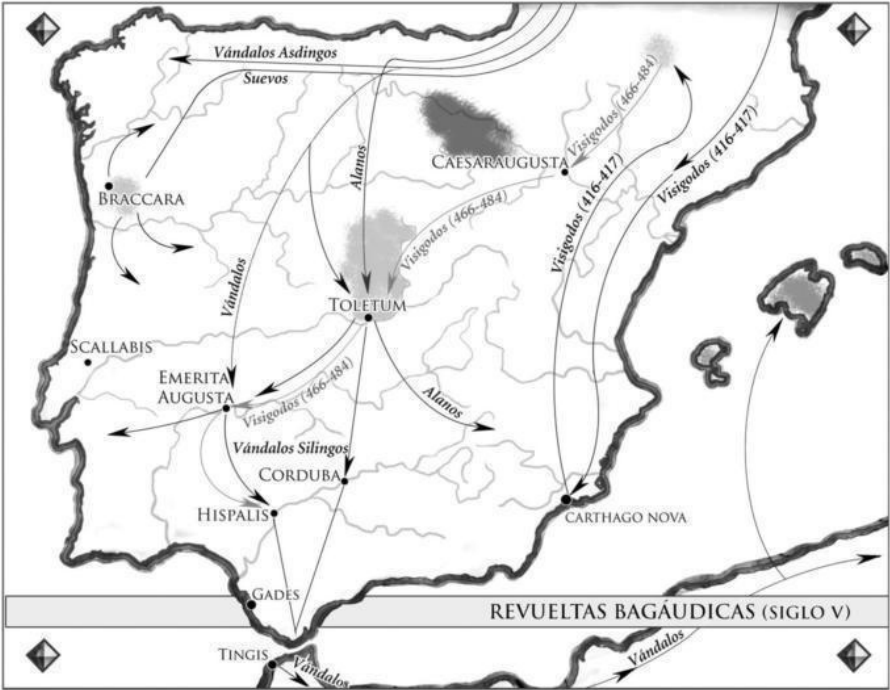 Vándalos Asdingos
Suevos
Visigodos (466-484)
Alanos
CAESARAUGUSTA
Visigodos (416-417)
Visigodos (416-417)
BRACCARA
Visigodos (466-484)
Vándalos
TOLETUM
SCALLABIS
EMERITA
AUGUSTA
Visigodos (466-484)
Alanos
Vándalos Silingos
CORDUBA
HISPALIS
CARTHAGO NOVA
GADES
REVUELTAS BAGÁUDICAS (SIGLO V)
TINGIS
Vándalos
Vándalos